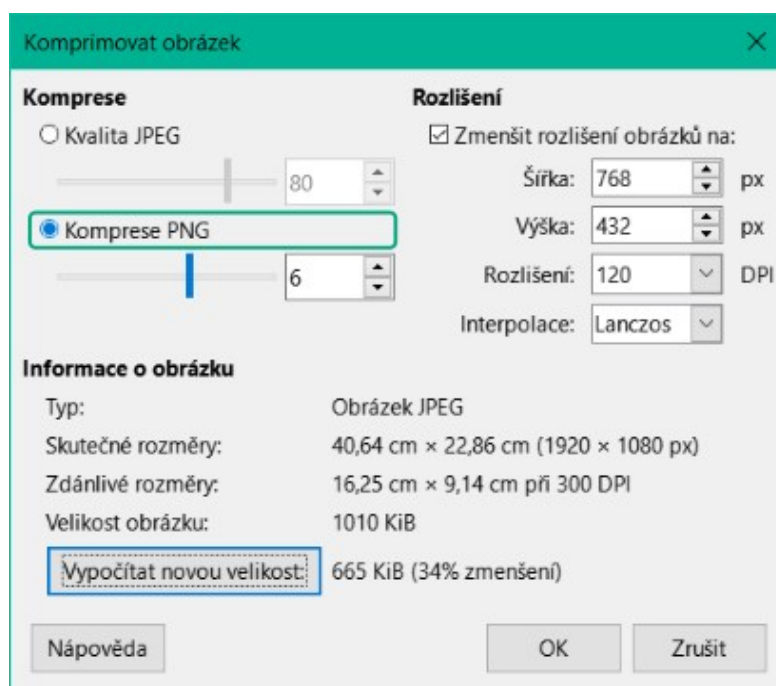 Komprimovat obrázek
Komprese
Kvalita JPEG
80
Komprese PNG
6
Rozlišení
Zmenšit rozlišení obrázků na:
Šířka: 768 px
Výška: 432 px
Rozlišení: 120 DPI
Interpolace: Lanczos
Informace o obrázku
Typ: Obrázek JPEG
Skutečné rozměry: 40,64 cm × 22,86 cm (1920 × 1080 px)
Zdánlivé rozměry: 16,25 cm × 9,14 cm při 300 DPI
Velikost obrázku: 1010 KiB
Vypočítat novou velikost: 665 KiB (34% zmenšení)
Nápověda OK Zrušit